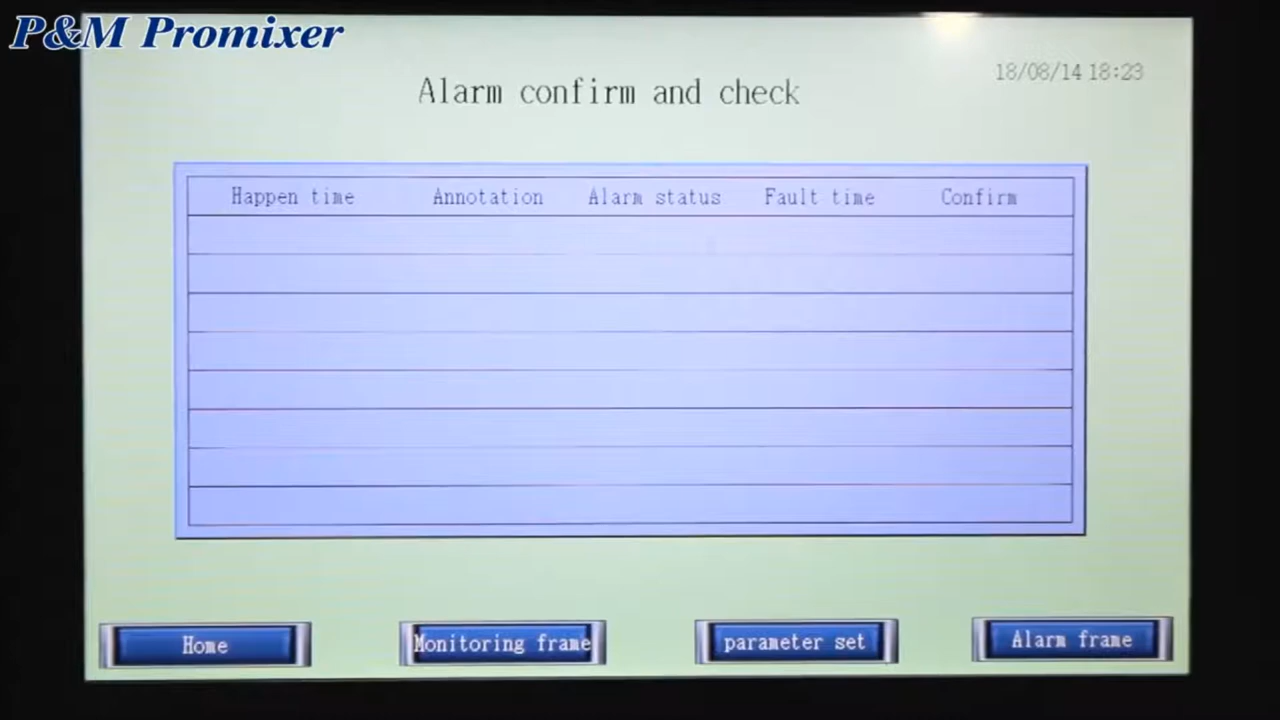 P&M Promixer
18/08/14 18:23
Alarm confirm and check
Happen time Annotation Alarm status Fault time Confirm
Home Monitoring frame parameter set Alarm frame